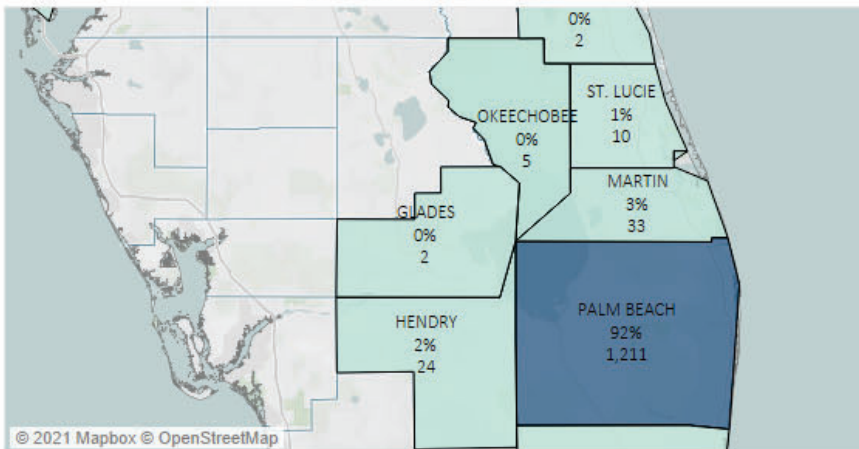 0%
2
ST. LUCIE
1%
10
OKEECHOBEE
0%
5
MARTIN
3%
33
GLADES
0%
2
PALM BEACH
92%
1,211
HENDRY
2%
24
© 2021 Mapbox © OpenStreetMap